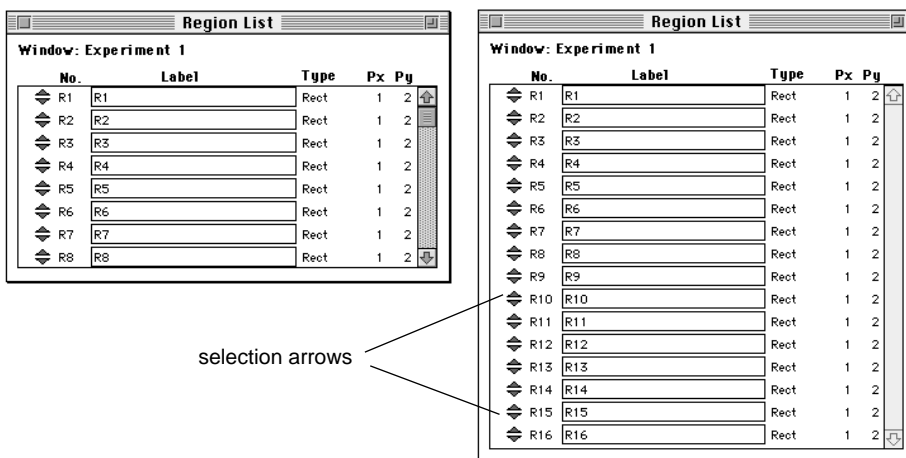 Region List
Window: Experiment 1
No. Label Type Px Py
R1 R1 Rect 1 2
R2 R2 Rect 1 2
R3 R3 Rect 1 2
R4 R4 Rect 1 2
R5 R5 Rect 1 2
R6 R6 Rect 1 2
R7 R7 Rect 1 2
R8 R8 Rect 1 2
selection arrows
Region List
Window: Experiment 1
No. Label Type Px Py
R1 R1 Rect 1 2
R2 R2 Rect 1 2
R3 R3 Rect 1 2
R4 R4 Rect 1 2
R5 R5 Rect 1 2
R6 R6 Rect 1 2
R7 R7 Rect 1 2
R8 R8 Rect 1 2
R9 R9 Rect 1 2
R10 R10 Rect 1 2
R11 R11 Rect 1 2
R12 R12 Rect 1 2
R13 R13 Rect 1 2
R14 R14 Rect 1 2
R15 R15 Rect 1 2
R16 R16 Rect 1 2